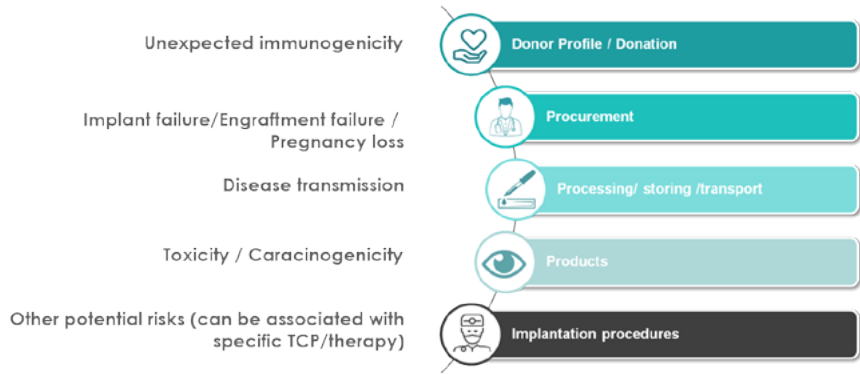 Unexpected immunogenicity
Donor Profile / Donation
Implant failure/Engraftment failure /
Pregnancy loss
Procurement
Disease transmission
Processing/ storing /transport
Toxicity / Caracinogenicity
Products
Other potential risks (can be associated with
specific TCP/therapy)
Implantation procedures